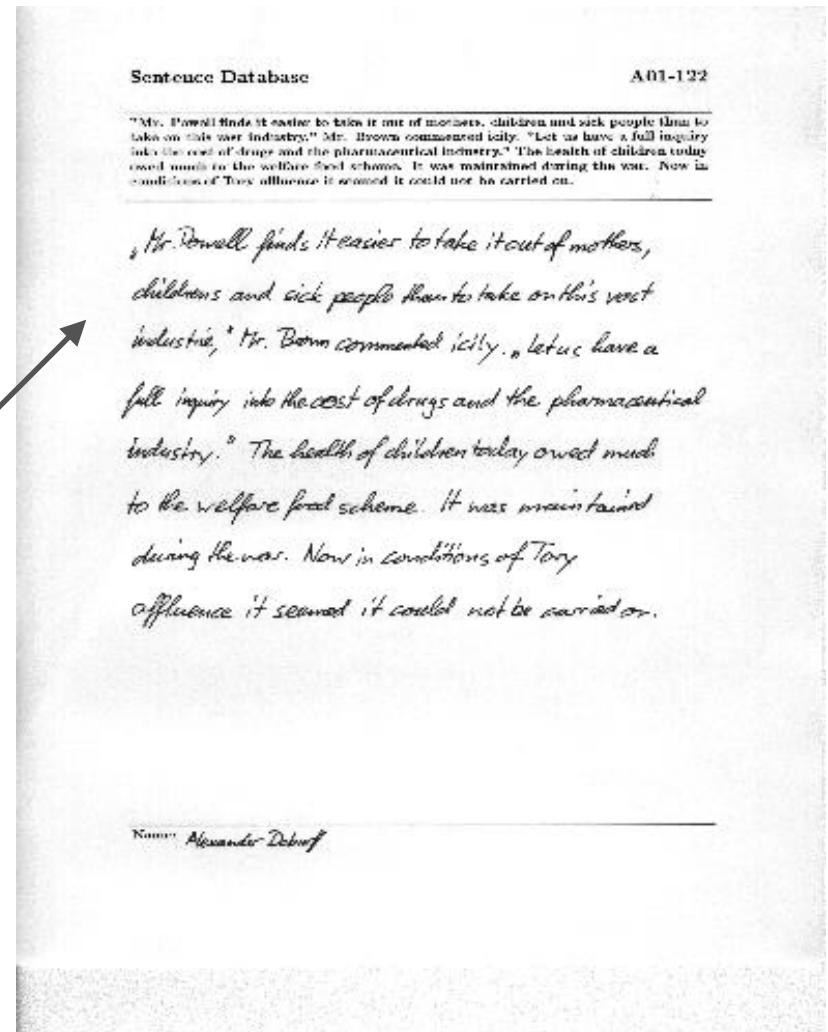 Sentence Database A01-122
"Mr. Powell finds it easier to take it out of mothers, children and sick people than to
take on this vast industry," Mr. Brown commented icily. "Let us have a full inquiry
into the cost of drugs and the pharmaceutical industry." The health of children today
owed much to the welfare food scheme. It was maintained during the war. Now in
conditions of Tory affluence it seemed it could not be carried on.
„Mr. Powell finds it easier to take it out of mothers,
childrens and sick people than to take on this vast
industrie," Mr. Brown commented icily. „Let us have a
full inquiry into the cost of drugs and the pharmaceutical
industry." The health of children today owed much
to the welfare food scheme. It was maintained
during the war. Now in conditions of Tory
affluence it seemed it could not be carried on.
Name: Alexander